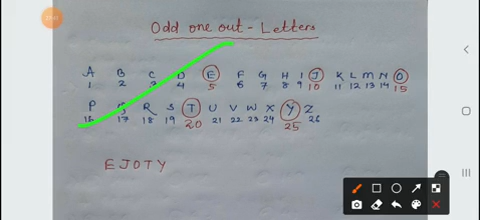 Odd one out - Letters
A B C D E F G H I J K L M N O
1 2 3 4 5 6 7 8 9 10 11 12 13 14 15
P Q R S T U V W X Y Z
16 17 18 19 20 21 22 23 24 25 26
E J O T Y